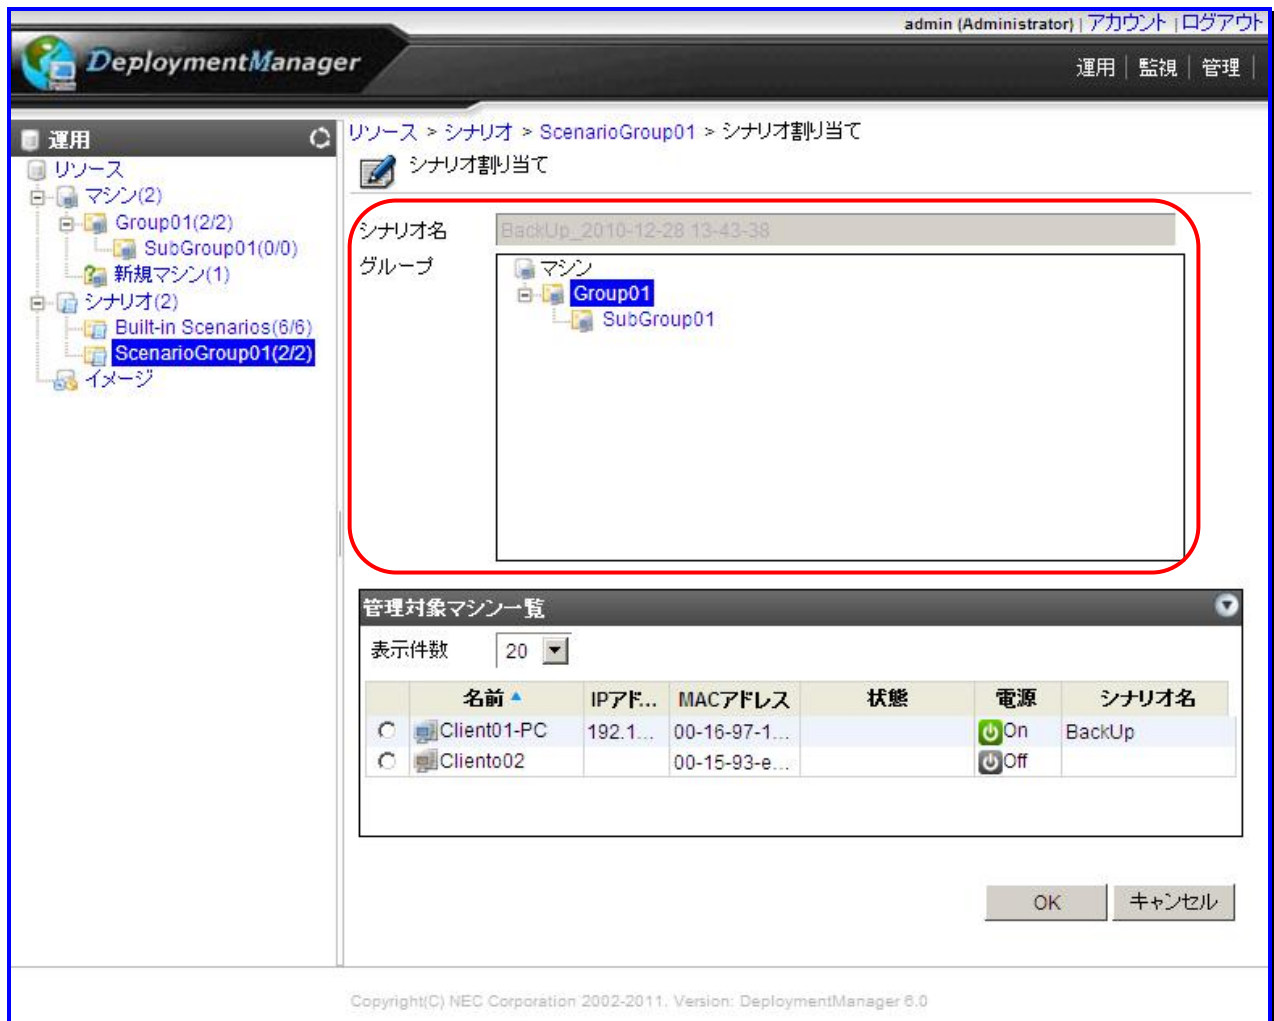 admin (Administrator) | アカウント | ログアウト
DeploymentManager
運用 | 監視 | 管理 |
運用
リソース
マシン(2)
Group01(2/2)
SubGroup01(0/0)
新規マシン(1)
シナリオ(2)
Built-in Scenarios(6/6)
ScenarioGroup01(2/2)
イメージ
リソース > シナリオ > ScenarioGroup01 > シナリオ割り当て
シナリオ割り当て
シナリオ名 BackUp_2010-12-28 13-43-38
グループ
マシン
Group01
SubGroup01
管理対象マシン一覧
表示件数 20
名前 IPアド... MACアドレス 状態 電源 シナリオ名
Client01-PC 192.1... 00-16-97-1... On BackUp
Cliento02 00-15-93-e... Off
OK キャンセル
Copyright(C) NEC Corporation 2002-2011. Version: DeploymentManager 6.0